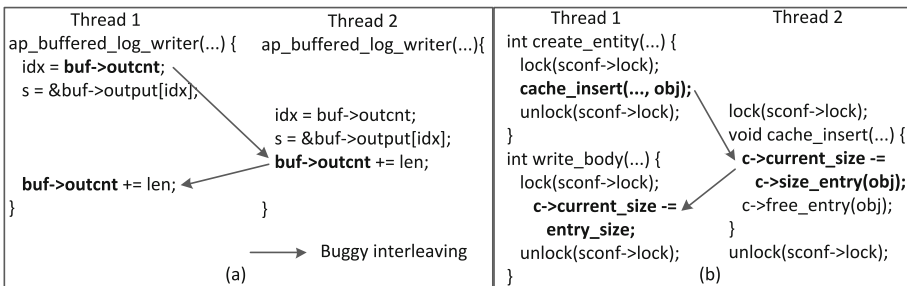 Thread 1
ap_buffered_log_writer(...) {
idx = buf->outcnt;
s = &buf->output[idx];
buf->outcnt += len;
}
Thread 2
ap_buffered_log_writer(...){
idx = buf->outcnt;
s = &buf->output[idx];
buf->outcnt += len;
}
Buggy interleaving
(a)
Thread 1
int create_entity(...) {
lock(sconf->lock);
cache_insert(..., obj);
unlock(sconf->lock);
}
int write_body(...) {
lock(sconf->lock);
c->current_size -=
entry_size;
unlock(sconf->lock);
}
Thread 2
lock(sconf->lock);
void cache_insert(...) {
c->current_size -=
c->size_entry(obj);
c->free_entry(obj);
}
unlock(sconf->lock);
(b)